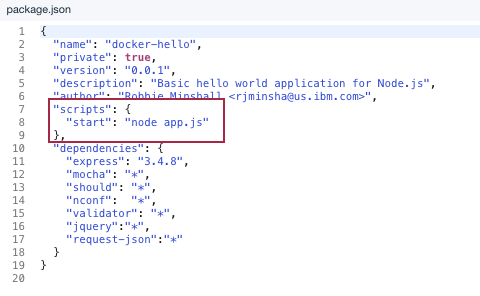 package.json
1 {
2 "name": "docker-hello",
3 "private": true,
4 "version": "0.0.1",
5 "description": "Basic hello world application for Node.js",
6 "author": "Robbie Minshall <rjminsha@us.ibm.com>",
7 "scripts": {
8 "start": "node app.js"
9 },
10 "dependencies": {
11 "express": "3.4.8",
12 "mocha": "*",
13 "should": "*",
14 "nconf":  "*",
15 "validator": "*",
16 "jquery":"*",
17 "request-json":"*"
18 }
19 }
20